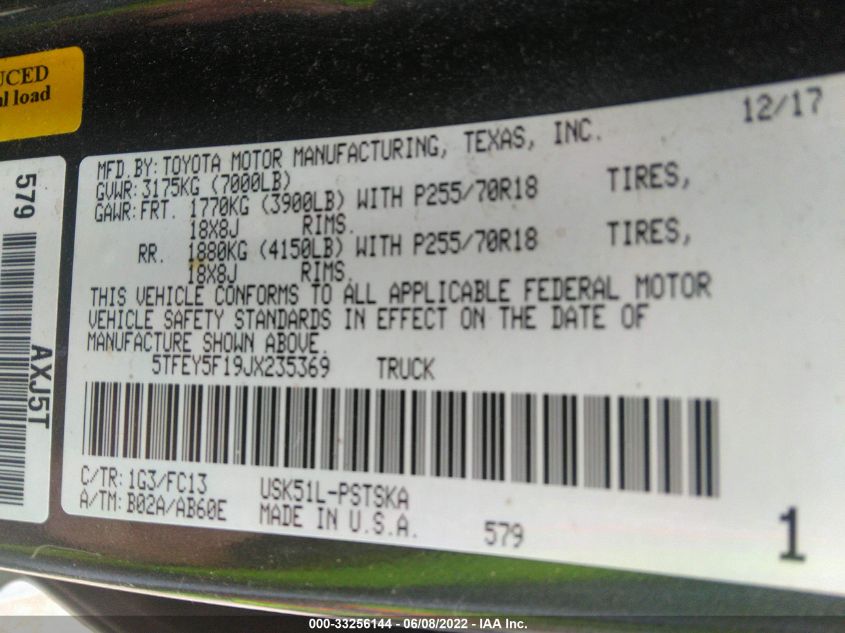 UCED
al load
579
AXJ5T
12/17
MFD.BY: TOYOTA MOTOR MANUFACTURING, TEXAS, INC.
GVWR: 3175KG (7000LB)
GAWR: FRT. 1770KG (3900LB) WITH P255/70R18 TIRES,
18X8J RIMS.
RR. 1880KG (4150LB) WITH P255/70R18 TIRES,
18X8J RIMS.
THIS VEHICLE CONFORMS TO ALL APPLICABLE FEDERAL MOTOR
VEHICLE SAFETY STANDARDS IN EFFECT ON THE DATE OF
MANUFACTURE SHOWN ABOVE.
5TFEY5F19JX235369 TRUCK
C/TR: 1G3/FC13 USK51L-PSTSKA
A/TM: B02A/AB60E MADE IN U.S.A. 579
1
000-33256144 - 06/08/2022 - IAA Inc.